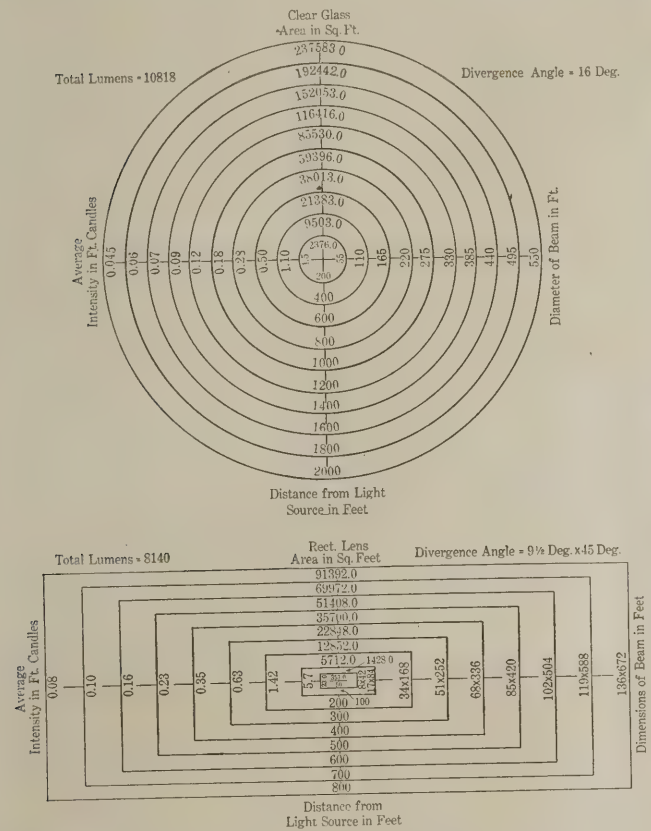 Clear Glass
Area in Sq. Ft.
Total Lumens = 10818
Divergence Angle = 16 Deg.
237583.0
192442.0
152053.0
116416.0
85530.0
59396.0
38013.0
21383.0
9503.0
2376.0
Average
Intensity in Ft. Candles
0.045
0.06
0.07
0.09
0.12
0.18
0.28
0.50
1.10
55
110
165
220
275
330
385
440
495
550
Diameter of Beam in Ft.
200
400
600
800
1000
1200
1400
1600
1800
2000
Distance from Light
Source in Feet
Rect. Lens
Area in Sq. Feet
Total Lumens = 8140
Divergence Angle = 9½ Deg. x 45 Deg.
91392.0
69972.0
51408.0
35700.0
22848.0
12852.0
5712.0
1428.0
Average
Intensity in Ft. Candles
0.08
0.10
0.16
0.23
0.35
0.63
1.42
5.7
8x42
17x84
34x168
51x252
68x336
85x420
102x504
119x588
136x672
Dimensions of Beam in Feet
100
200
300
400
500
600
700
800
Distance from
Light Source in Feet